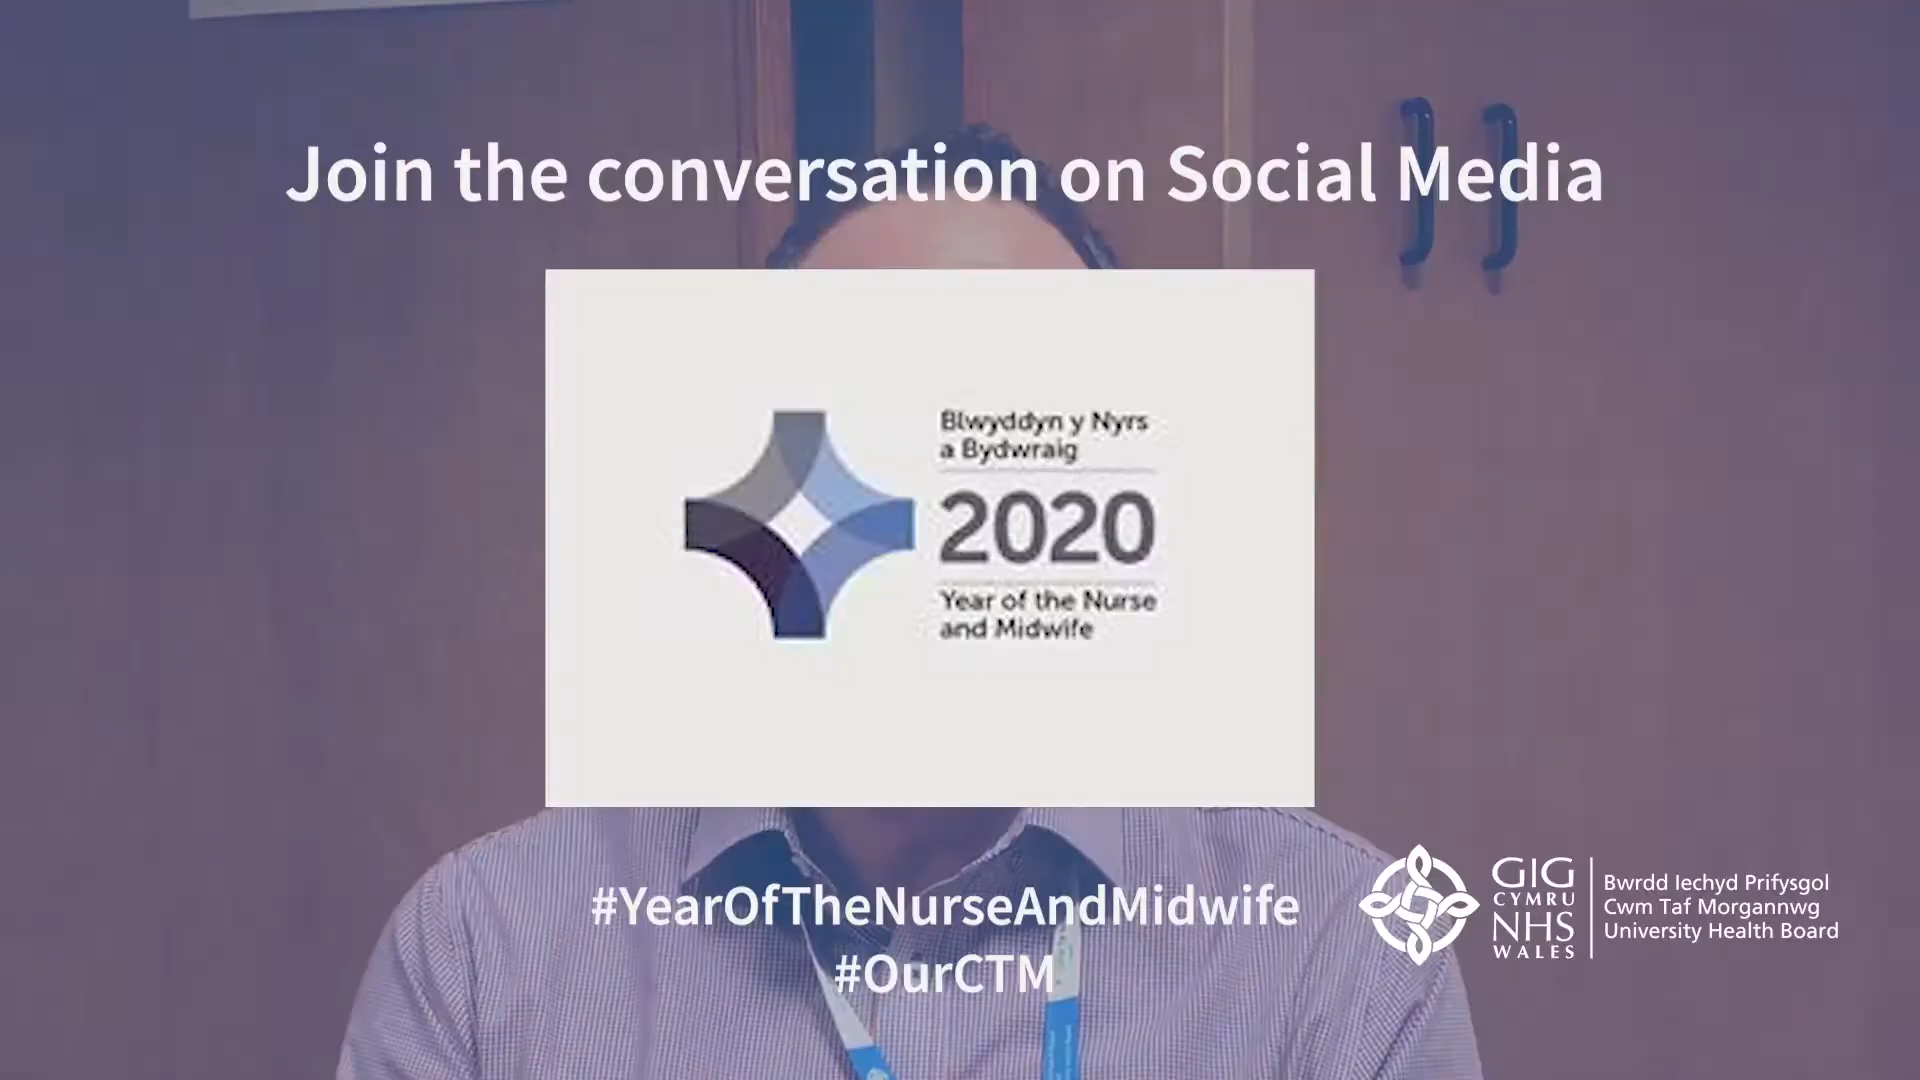 Join the conversation on Social Media
Blwyddyn y Nyrs
a Bydwraig
2020
Year of the Nurse
and Midwife
#YearOfTheNurseAndMidwife
#OurCTM
GIG
CYMRU
NHS
WALES
Bwrdd Iechyd Prifysgol
Cwm Taf Morgannwg
University Health Board